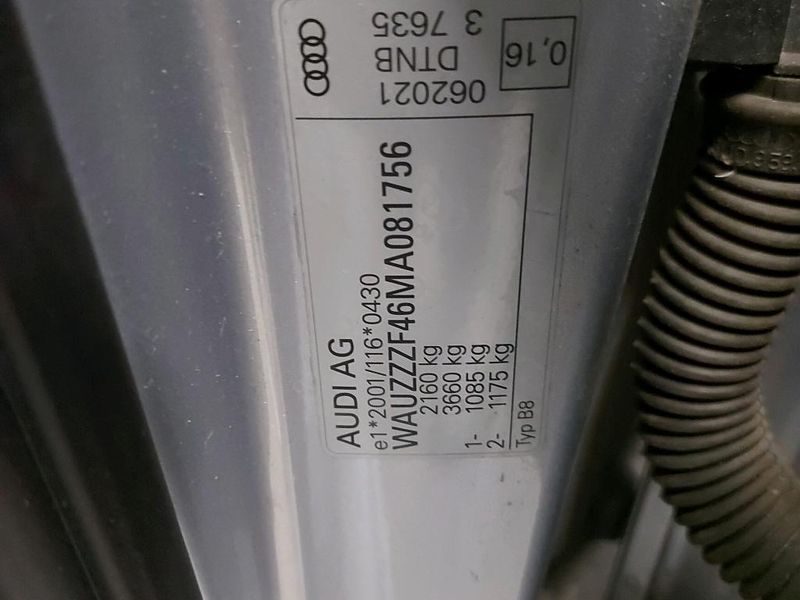 AUDI AG
e1*2001/116*0430
WAUZZZF46MA081756
2160 kg
3660 kg
1- 1085 kg
2- 1175 kg
Typ B8
062021
DTNB
3 7635
0,16